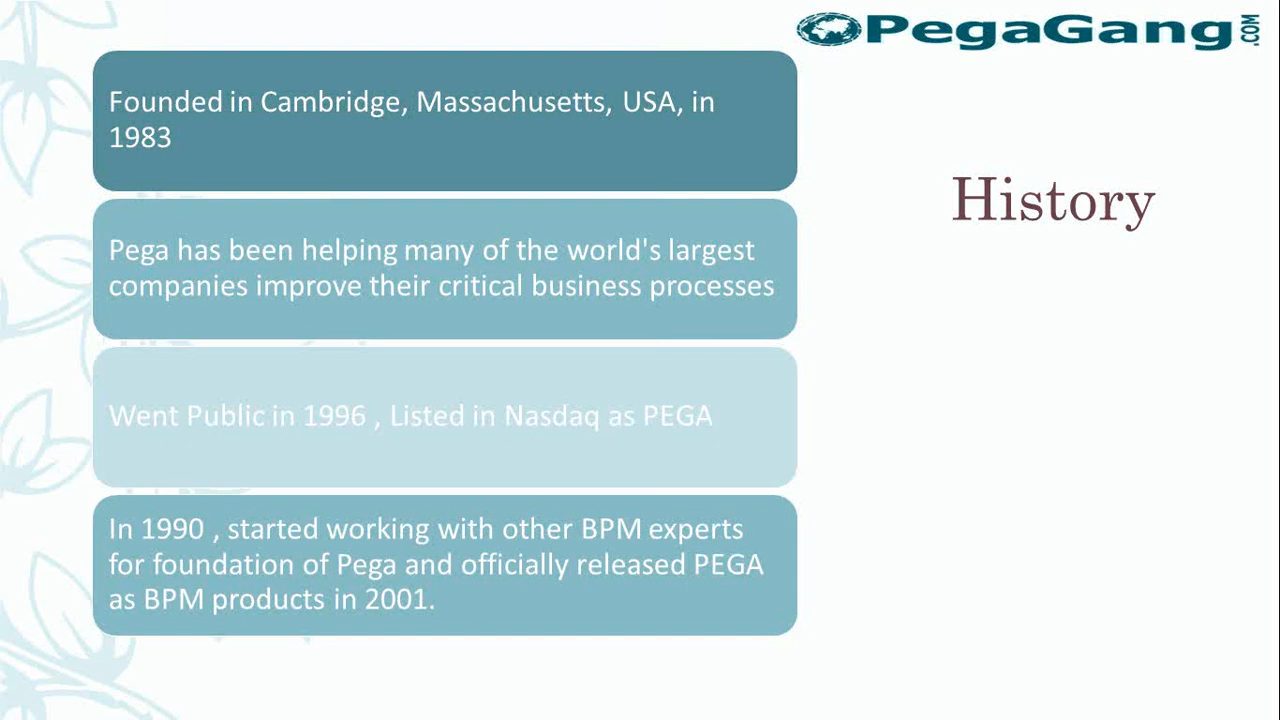 PegaGang.COM
Founded in Cambridge, Massachusetts, USA, in
1983
History
Pega has been helping many of the world's largest
companies improve their critical business processes
Went Public in 1996 , Listed in Nasdaq as PEGA
In 1990 , started working with other BPM experts
for foundation of Pega and officially released PEGA
as BPM products in 2001.